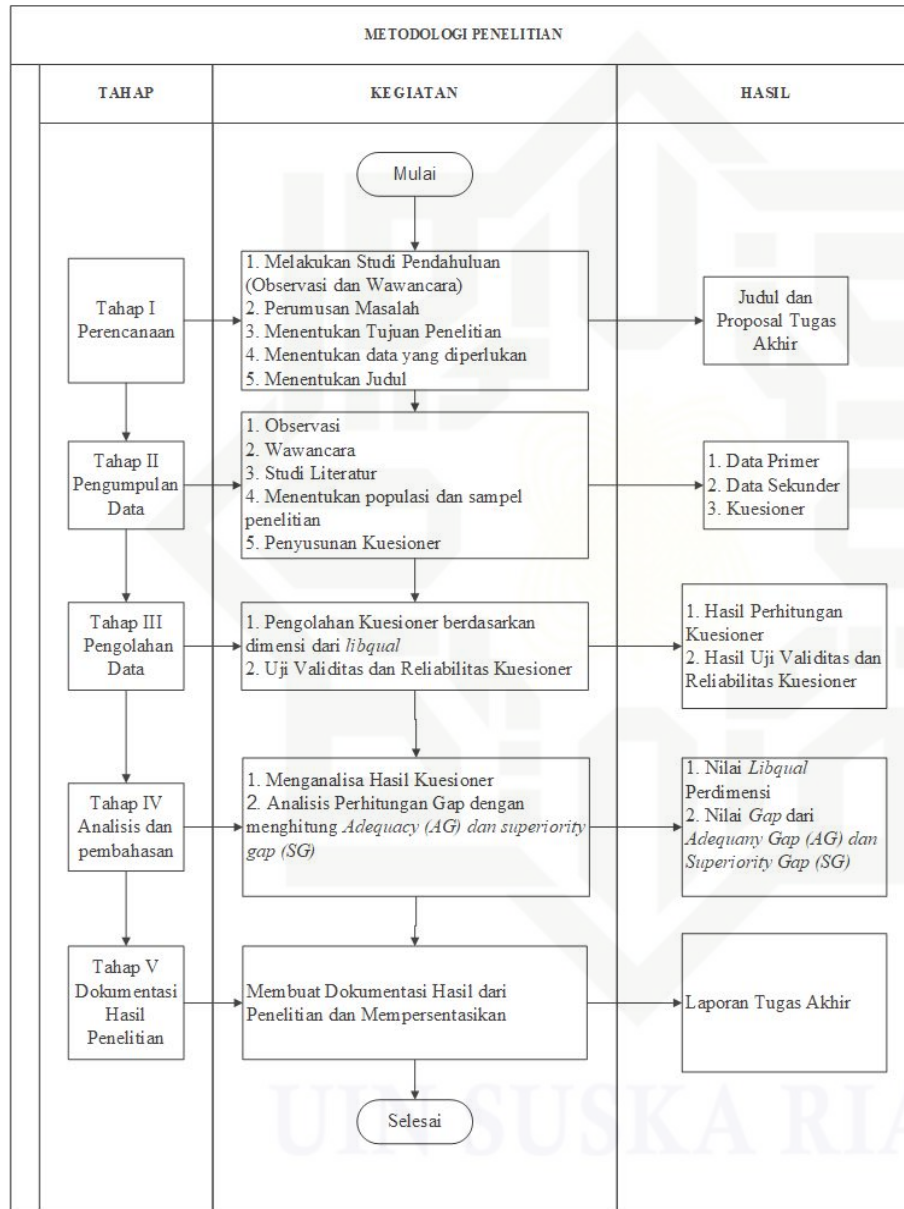 METODOLOGI PENELITIAN
TAHAP
KEGIATAN
HASIL
Mulai
Tahap I
Perencanaan
1. Melakukan Studi Pendahuluan
(Observasi dan Wawancara)
2. Perumusan Masalah
3. Menentukan Tujuan Penelitian
4. Menentukan data yang diperlukan
5. Menentukan Judul
Judul dan
Proposal Tugas
Akhir
Tahap II
Pengumpulan
Data
1. Observasi
2. Wawancara
3. Studi Literatur
4. Menentukan populasi dan sampel
penelitian
5. Penyusunan Kuesioner
1. Data Primer
2. Data Sekunder
3. Kuesioner
Tahap III
Pengolahan
Data
1. Pengolahan Kuesioner berdasarkan
dimensi dari libqual
2. Uji Validitas dan Reliabilitas Kuesioner
1. Hasil Perhitungan
Kuesioner
2. Hasil Uji Validitas dan
Reliabilitas Kuesioner
Tahap IV
Analisis dan
pembahasan
1. Menganalisa Hasil Kuesioner
2. Analisis Perhitungan Gap dengan
menghitung Adequacy (AG) dan superiority
gap (SG)
1. Nilai Libqual
Perdimensi
2. Nilai Gap dari
Adequany Gap (AG) dan
Superiority Gap (SG)
Tahap V
Dokumentasi
Hasil
Penelitian
Membuat Dokumentasi Hasil dari
Penelitian dan Mempersentasikan
Laporan Tugas Akhir
Selesai
UIN SUSKA RIA